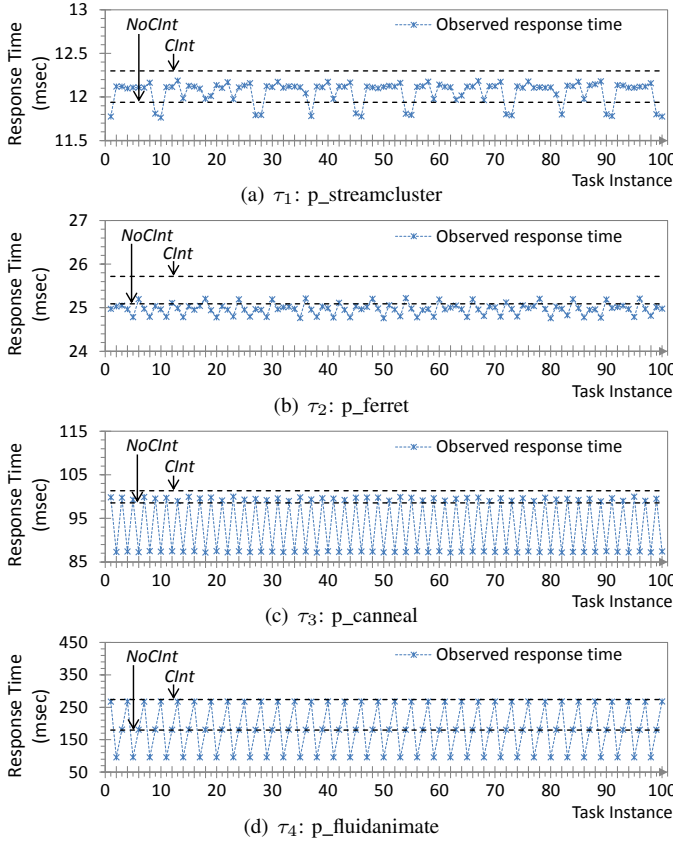 13
12.5
12
11.5
Response Time
(msec)
NoCInt
CInt
Observed response time
0 10 20 30 40 50 60 70 80 90 100
Task Instance
(a) τ1: p_streamcluster
27
26
25
24
Response Time
(msec)
NoCInt
CInt
Observed response time
0 10 20 30 40 50 60 70 80 90 100
Task Instance
(b) τ2: p_ferret
115
105
95
85
Response Time
(msec)
NoCInt
CInt
Observed response time
0 10 20 30 40 50 60 70 80 90 100
Task Instance
(c) τ3: p_canneal
450
350
250
150
50
Response Time
(msec)
NoCInt
CInt
Observed response time
0 10 20 30 40 50 60 70 80 90 100
Task Instance
(d) τ4: p_fluidanimate